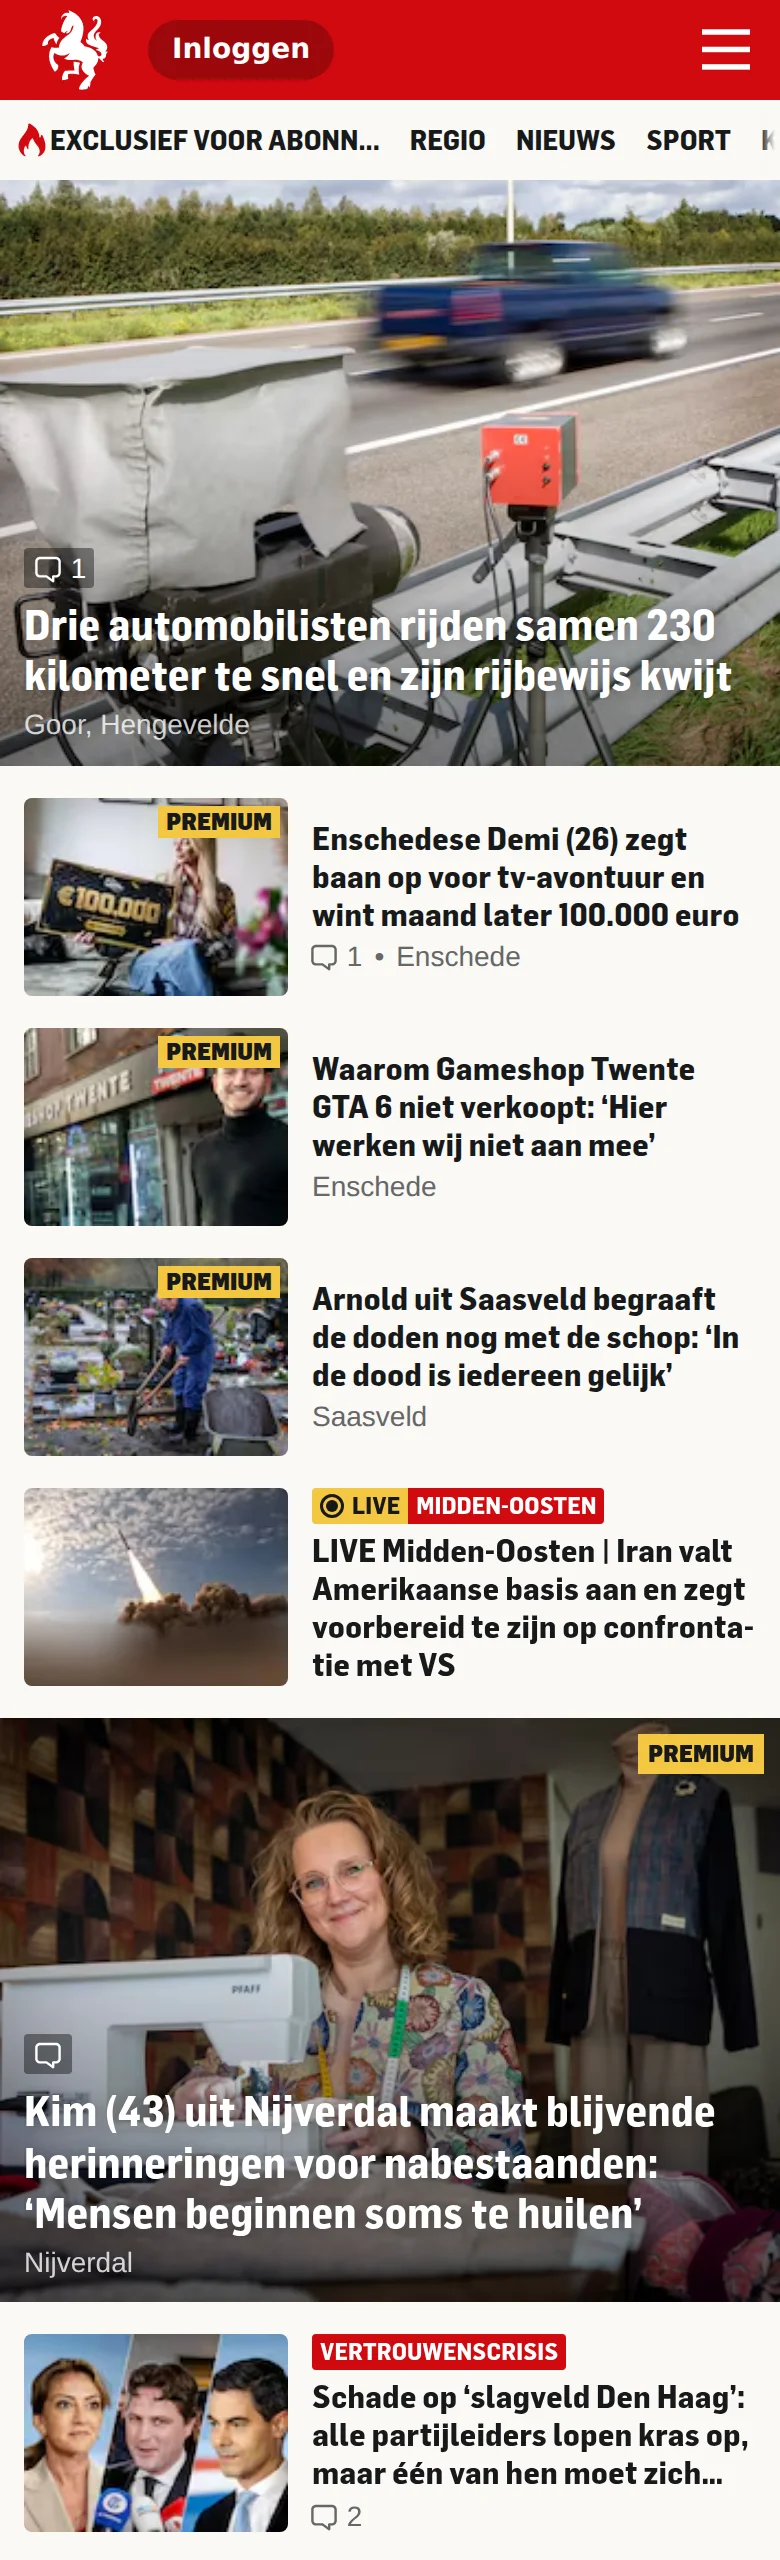 Inloggen
EXCLUSIEF VOOR ABONN... REGIO NIEUWS SPORT
1
Drie automobilisten rijden samen 230
kilometer te snel en zijn rijbewijs kwijt
Goor, Hengevelde
PREMIUM
€100.000
Enschedese Demi (26) zegt
baan op voor tv-avontuur en
wint maand later 100.000 euro
1 • Enschede
PREMIUM
SHOP TWENTE
TWENTE
Waarom Gameshop Twente
GTA 6 niet verkoopt: ‘Hier
werken wij niet aan mee’
Enschede
PREMIUM
Arnold uit Saasveld begraaft
de doden nog met de schop: ‘In
de dood is iedereen gelijk’
Saasveld
LIVE MIDDEN-OOSTEN
LIVE Midden-Oosten | Iran valt
Amerikaanse basis aan en zegt
voorbereid te zijn op confronta-
tie met VS
PREMIUM
PFAFF
Kim (43) uit Nijverdal maakt blijvende
herinneringen voor nabestaanden:
‘Mensen beginnen soms te huilen’
Nijverdal
VERTROUWENSCRISIS
Schade op ‘slagveld Den Haag’:
alle partijleiders lopen kras op,
maar één van hen moet zich...
2